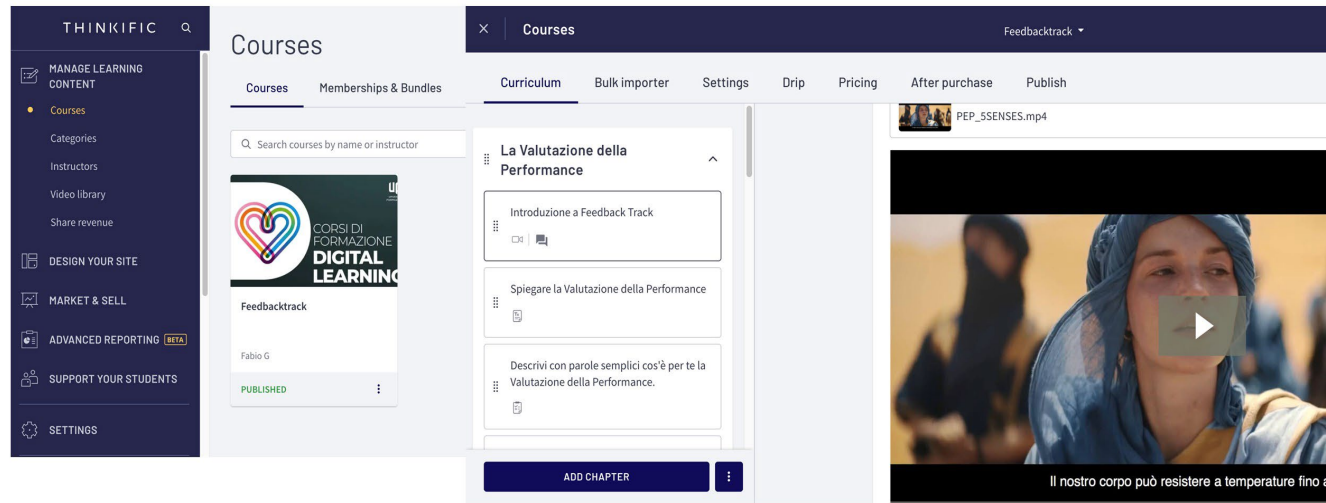 THINKIFIC
MANAGE LEARNING
CONTENT
Courses
Categories
Instructors
Video library
Share revenue
DESIGN YOUR SITE
MARKET & SELL
ADVANCED REPORTING BETA
SUPPORT YOUR STUDENTS
SETTINGS
Courses
Courses
Memberships & Bundles
Search courses by name or instructor
CORSI DI
FORMAZIONE
DIGITAL
LEARNING
Feedbacktrack
Fabio G
PUBLISHED
Courses
Feedbacktrack
Curriculum
Bulk importer
Settings
Drip
Pricing
After purchase
Publish
La Valutazione della
Performance
Introduzione a Feedback Track
Spiegare la Valutazione della Performance
Descrivi con parole semplici cos'è per te la
Valutazione della Performance.
ADD CHAPTER
PEP_5SENSES.mp4
Il nostro corpo può resistere a temperature fino a